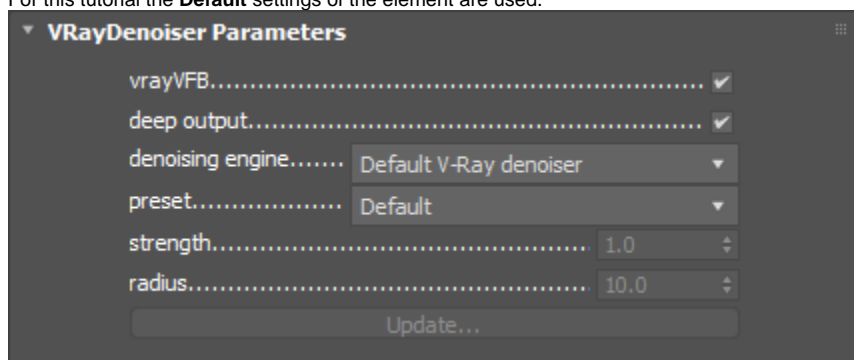 For this tutorial the Default settings of the element are used.
VRayDenoiser Parameters
vrayVFB
deep output
denoising engine....... Default V-Ray denoiser
preset.................. Default
strength 1.0
radius 10.0
Update...